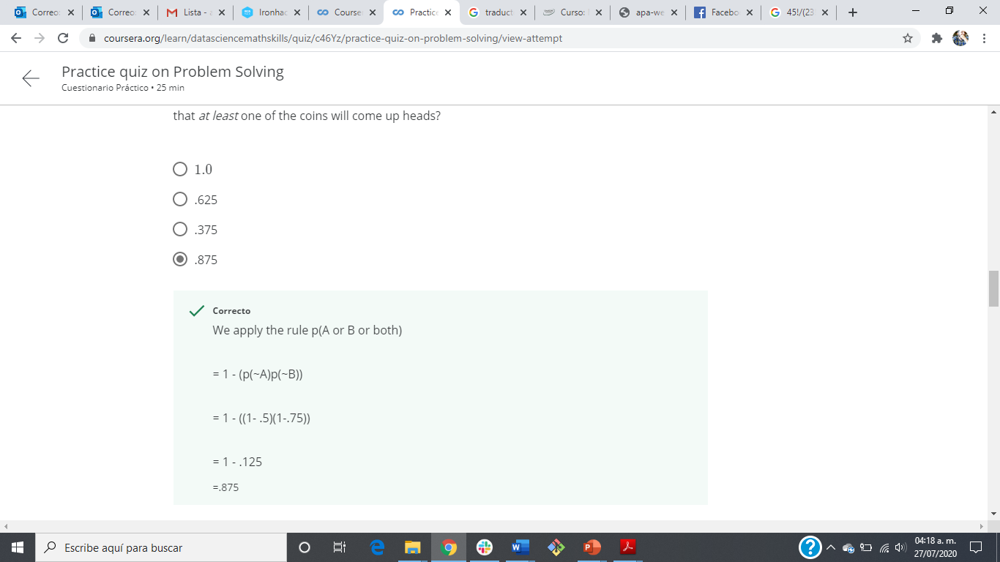 Correo:
Correo:
Lista -
Ironhac
Course
Practice
traduct
Curso:
apa-we
Facebo
45!/(23
coursera.org/learn/datasciencemathskills/quiz/c46Yz/practice-quiz-on-problem-solving/view-attempt
Practice quiz on Problem Solving
Cuestionario Práctico • 25 min
that at least one of the coins will come up heads?
1.0
.625
.375
.875
Correcto
We apply the rule p(A or B or both)
= 1 - (p(~A)p(~B))
= 1 - ((1- .5)(1-.75))
= 1 - .125
=.875
Escribe aquí para buscar
04:18 a. m.
27/07/2020